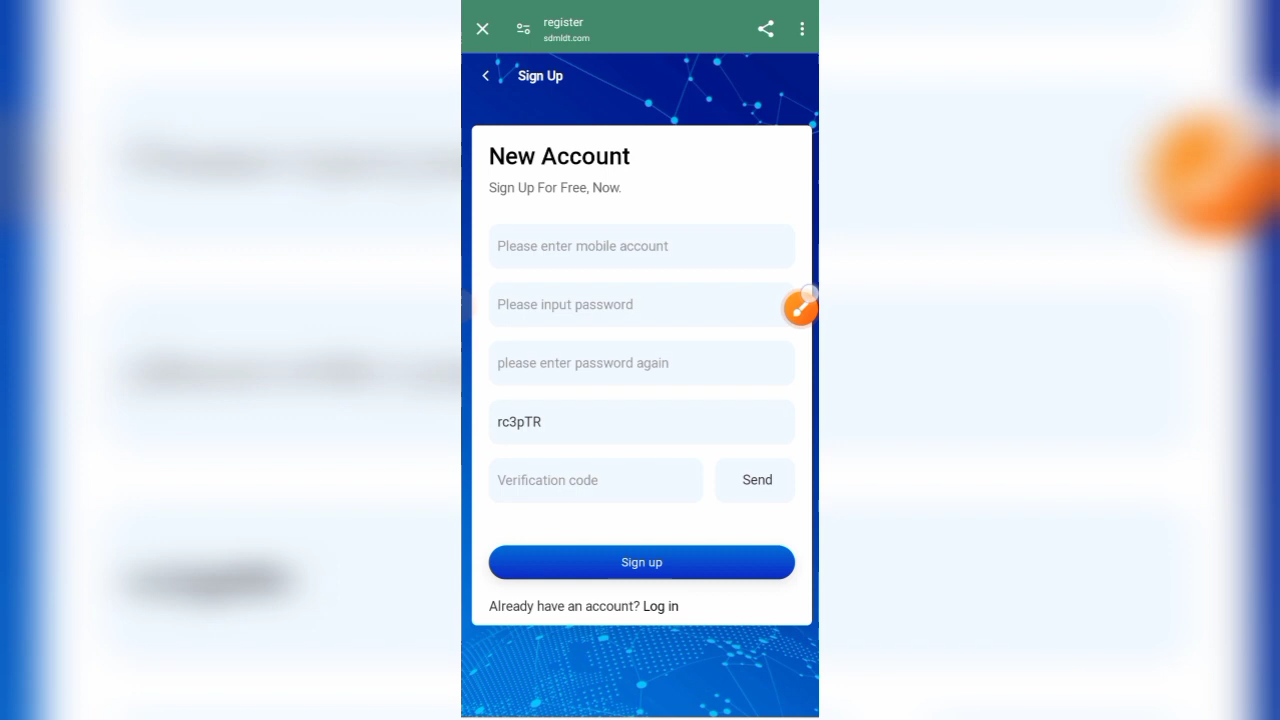 register
sdmldt.com
Sign Up
New Account
Sign Up For Free, Now.
Please enter mobile account
Please input password
please enter password again
rc3pTR
Verification code
Send
Sign up
Already have an account? Log in